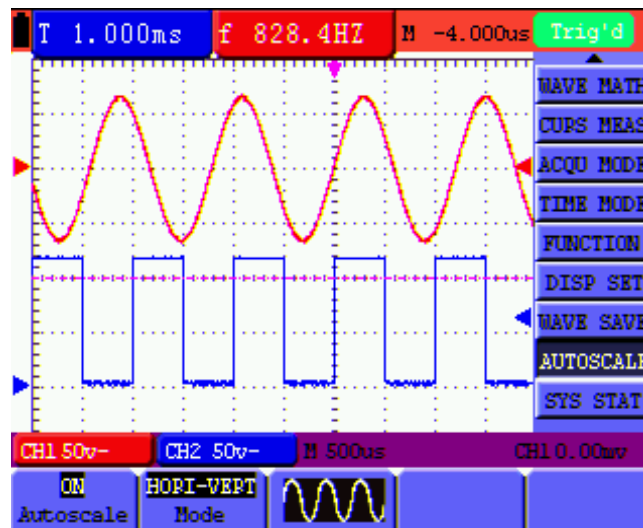 T 1.000ms f 828.4HZ M -4.000us Trig'd
WAVE MATH
CUPS MEAS
ACQU MODE
TIME MODE
FUNCTION
DISP SET
WAVE SAVE
AUTOSCALE
SYS STAT
CH1 50v- CH2 50v- M 500us CH1 0.00mv
ON HORI-VERT
Autoscale Mode